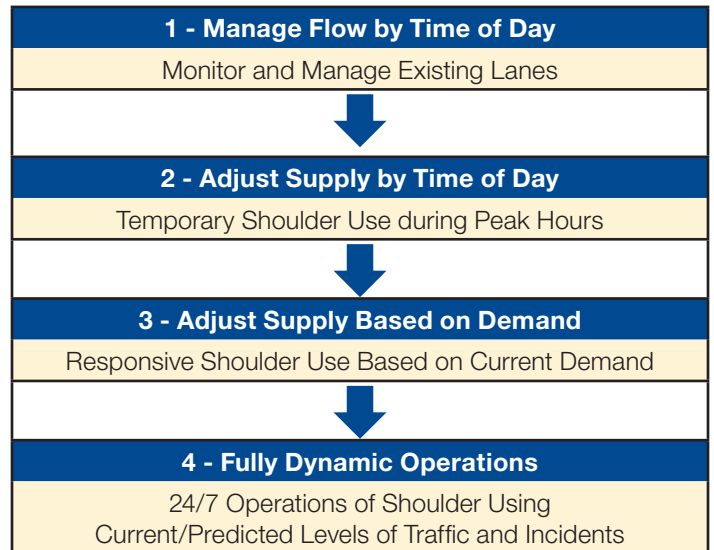 1 - Manage Flow by Time of Day
Monitor and Manage Existing Lanes
2 - Adjust Supply by Time of Day
Temporary Shoulder Use during Peak Hours
3 - Adjust Supply Based on Demand
Responsive Shoulder Use Based on Current Demand
4 - Fully Dynamic Operations
24/7 Operations of Shoulder Using
Current/Predicted Levels of Traffic and Incidents